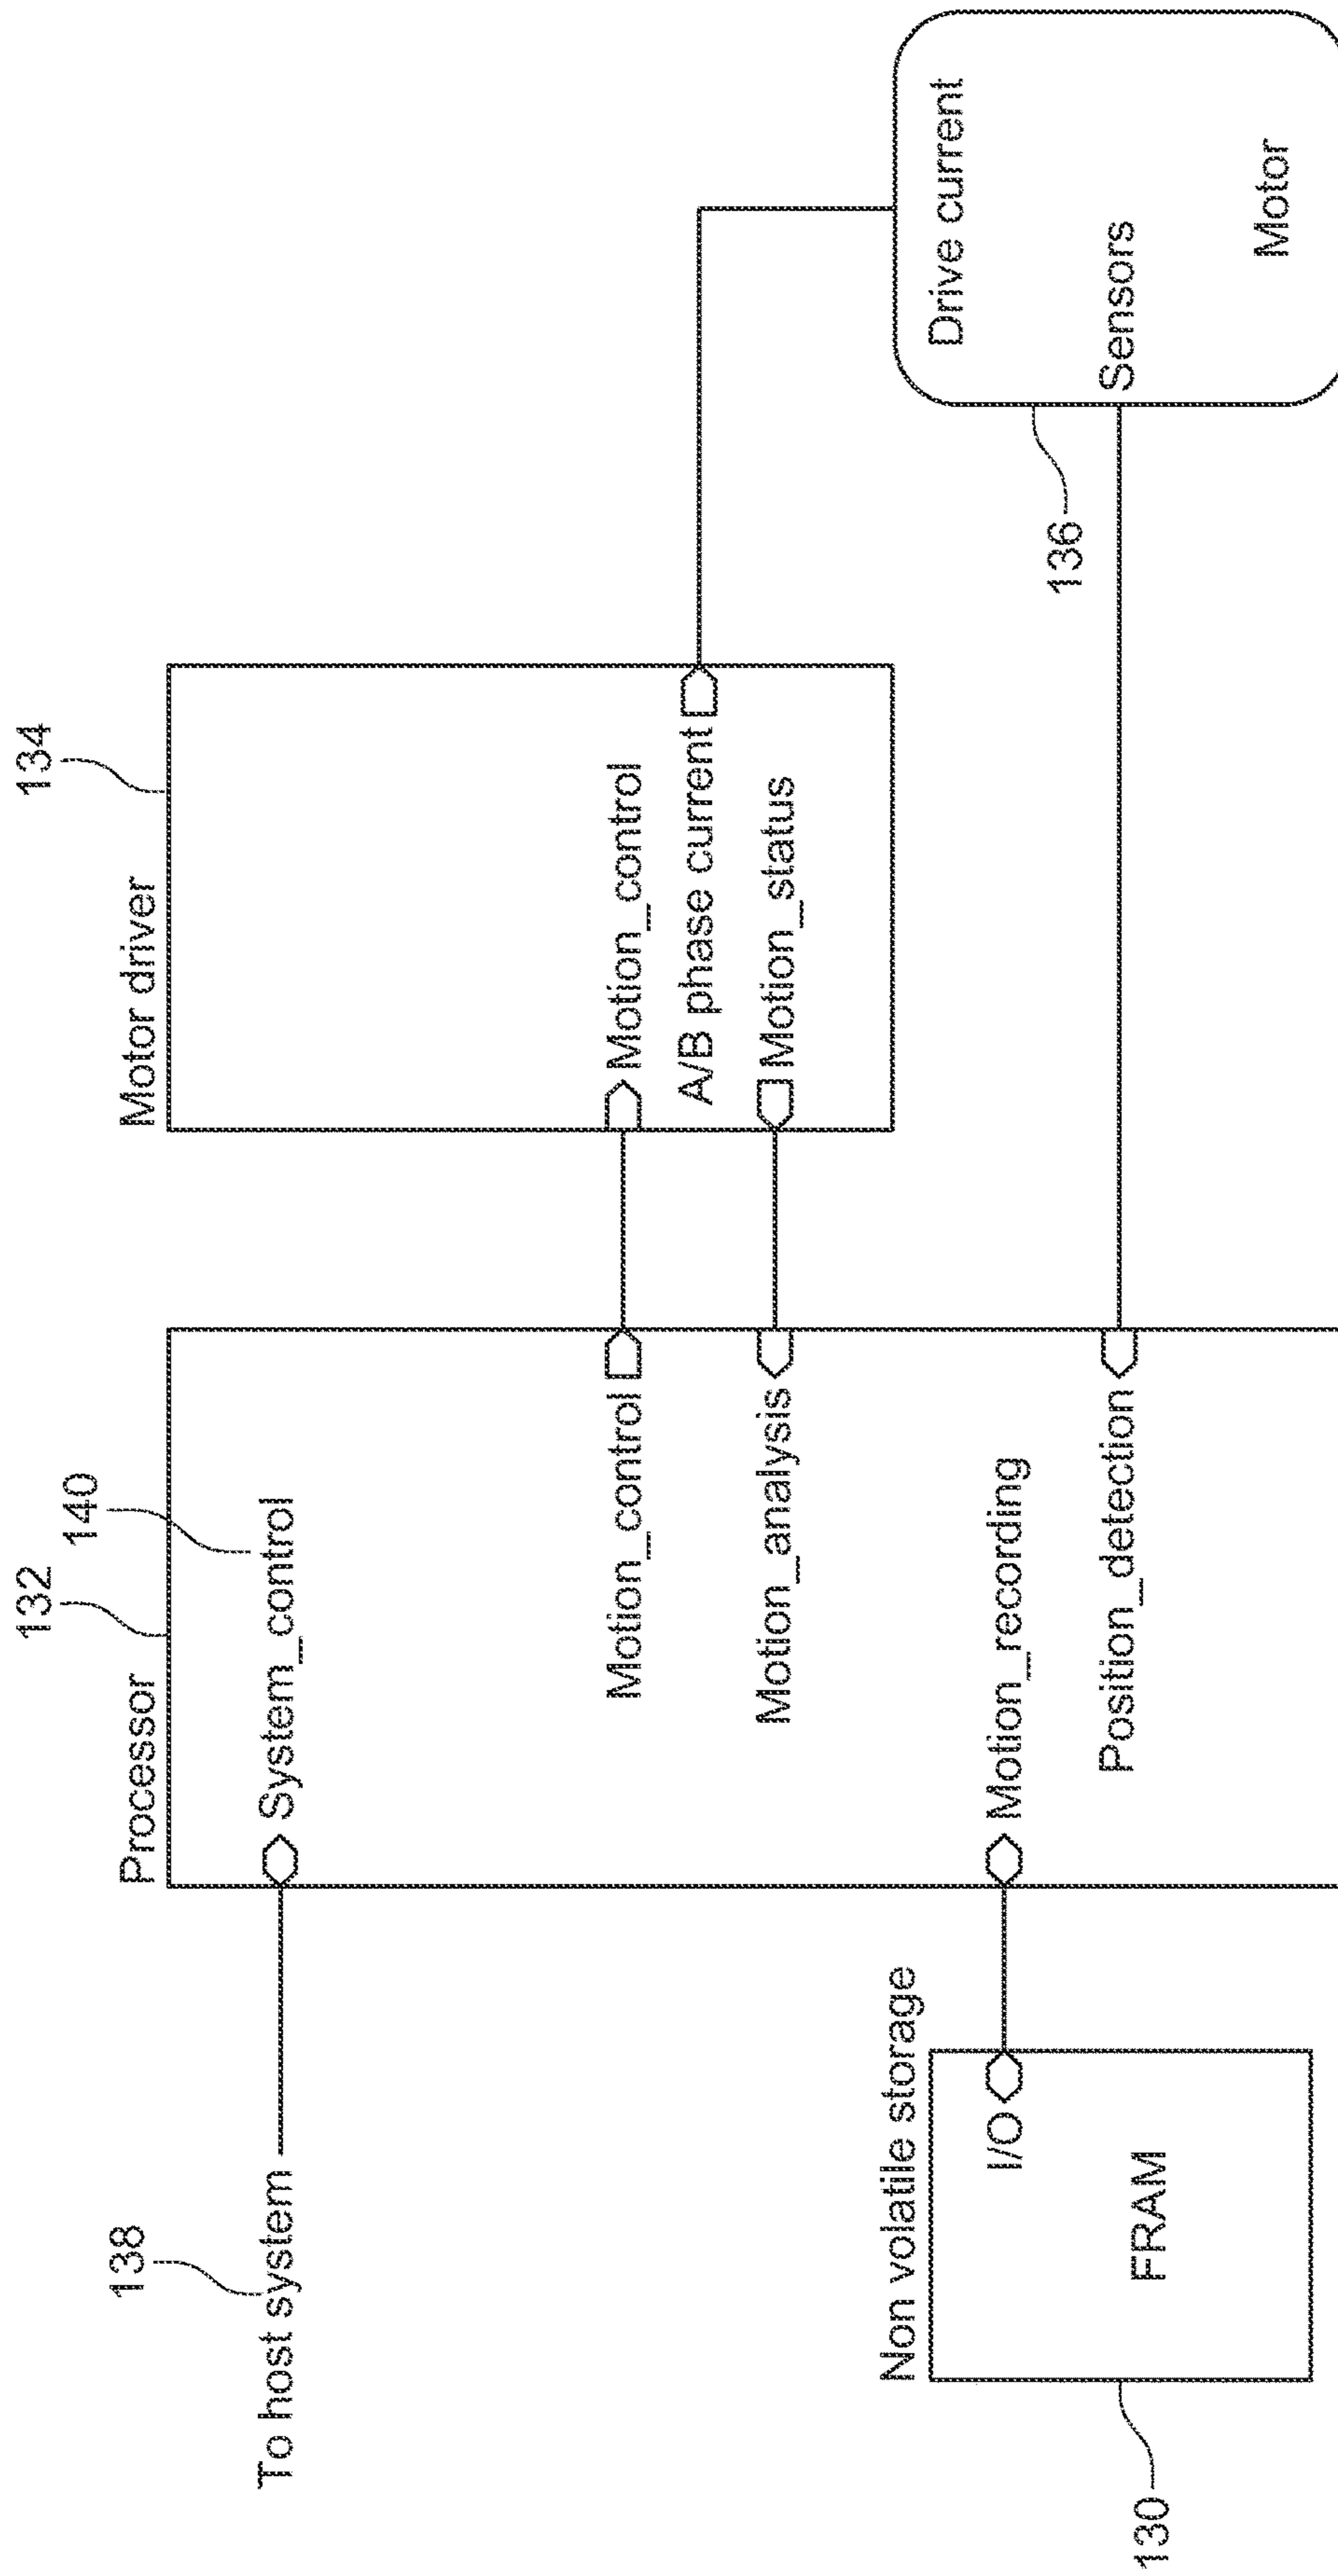 138
To host system
Non volatile storage
I/O
FRAM
130
132
140
Processor
System_control
Motion_control
Motion_analysis
Motion_recording
Position_detection
134
Motor driver
Motion_control
A/B phase current
Motion_status
136
Drive current
Sensors
Motor